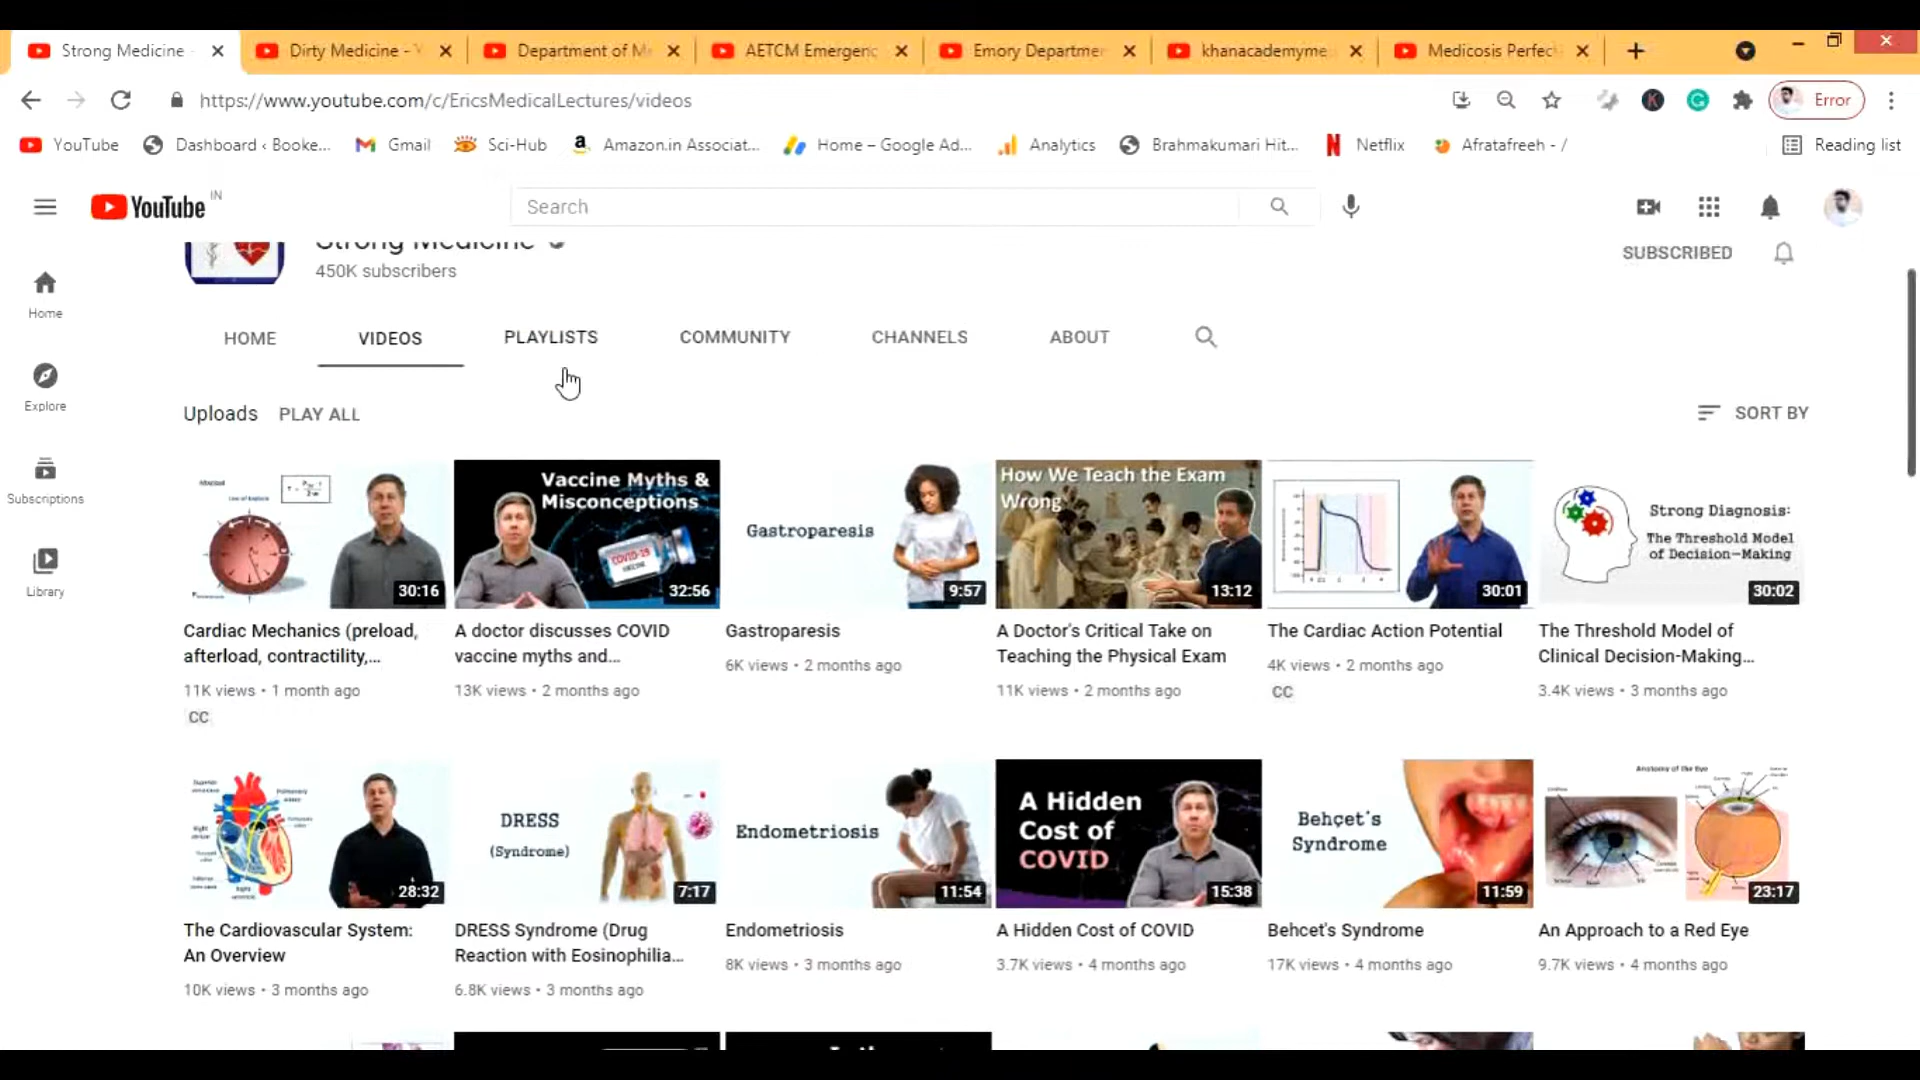 Strong Medicine -
Dirty Medicine - Y
Department of M
AETCM Emergenc
Emory Departmen
khanacademyme
Medicosis Perfec
https://www.youtube.com/c/EricsMedicalLectures/videos
K
G
Error
YouTube
Dashboard ‹ Booke...
Gmail
Sci-Hub
Amazon.in Associat...
Home – Google Ad...
Analytics
Brahmakumari Hit...
Netflix
Afratafreeh - /
Reading list
YouTube IN
Search
Strong Medicine
450K subscribers
SUBSCRIBED
Home
Explore
Subscriptions
Library
HOME
VIDEOS
PLAYLISTS
COMMUNITY
CHANNELS
ABOUT
Uploads
PLAY ALL
SORT BY
30:16
Vaccine Myths &
Misconceptions
COVID-19
VACCINE
32:56
Gastroparesis
9:57
How We Teach the Exam
Wrong
13:12
30:01
Strong Diagnosis:
The Threshold Model
of Decision-Making
30:02
Cardiac Mechanics (preload,
afterload, contractility,...
11K views • 1 month ago
CC
A doctor discusses COVID
vaccine myths and...
13K views • 2 months ago
Gastroparesis
6K views • 2 months ago
A Doctor's Critical Take on
Teaching the Physical Exam
11K views • 2 months ago
The Cardiac Action Potential
4K views • 2 months ago
CC
The Threshold Model of
Clinical Decision-Making...
3.4K views • 3 months ago
28:32
DRESS
(Syndrome)
7:17
Endometriosis
11:54
A Hidden
Cost of
COVID
15:38
Behçet's
Syndrome
11:59
Anatomy of the Eye
23:17
The Cardiovascular System:
An Overview
10K views • 3 months ago
DRESS Syndrome (Drug
Reaction with Eosinophilia...
6.8K views • 3 months ago
Endometriosis
8K views • 3 months ago
A Hidden Cost of COVID
3.7K views • 4 months ago
Behcet's Syndrome
17K views • 4 months ago
An Approach to a Red Eye
9.7K views • 4 months ago